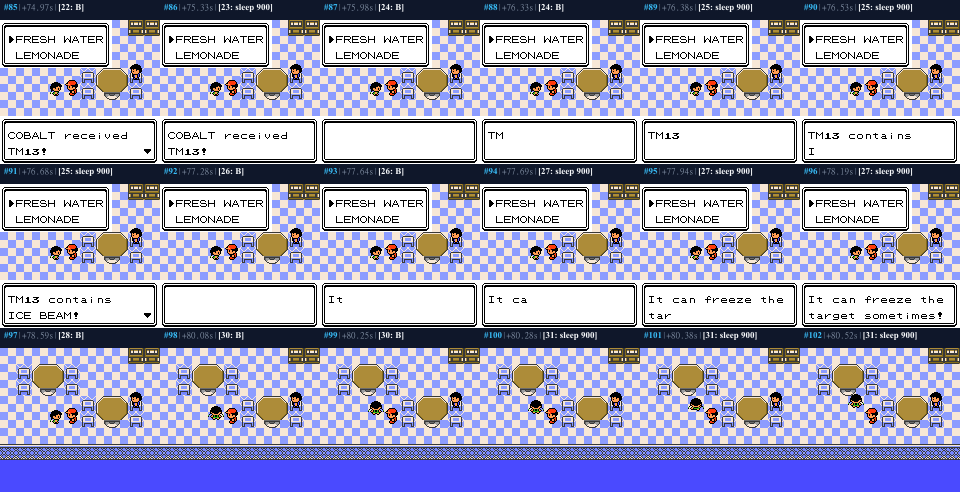 #85|+74.97s| [22: B]
#86|+75.33s| [23: sleep 900]
#87|+75.98s| [24: B]
#88|+76.33s| [24: B]
#89|+76.38s| [25: sleep 900]
#90|+76.53s| [25: sleep 900]
▶FRESH WATER
LEMONADE
▶FRESH WATER
LEMONADE
▶FRESH WATER
LEMONADE
▶FRESH WATER
LEMONADE
▶FRESH WATER
LEMONADE
▶FRESH WATER
LEMONADE
COBALT received
TM13!
COBALT received
TM13!
TM
TM13
TM13 contains
I
#91|+76.68s| [25: sleep 900]
#92|+77.28s| [26: B]
#93|+77.64s| [26: B]
#94|+77.69s| [27: sleep 900]
#95|+77.94s| [27: sleep 900]
#96|+78.19s| [27: sleep 900]
▶FRESH WATER
LEMONADE
▶FRESH WATER
LEMONADE
▶FRESH WATER
LEMONADE
▶FRESH WATER
LEMONADE
▶FRESH WATER
LEMONADE
▶FRESH WATER
LEMONADE
TM13 contains
ICE BEAM!
It
It ca
It can freeze the
tar
It can freeze the
target sometimes!
#97|+78.59s| [28: B]
#98|+80.08s| [30: B]
#99|+80.25s| [30: B]
#100|+80.28s| [31: sleep 900]
#101|+80.38s| [31: sleep 900]
#102|+80.52s| [31: sleep 900]